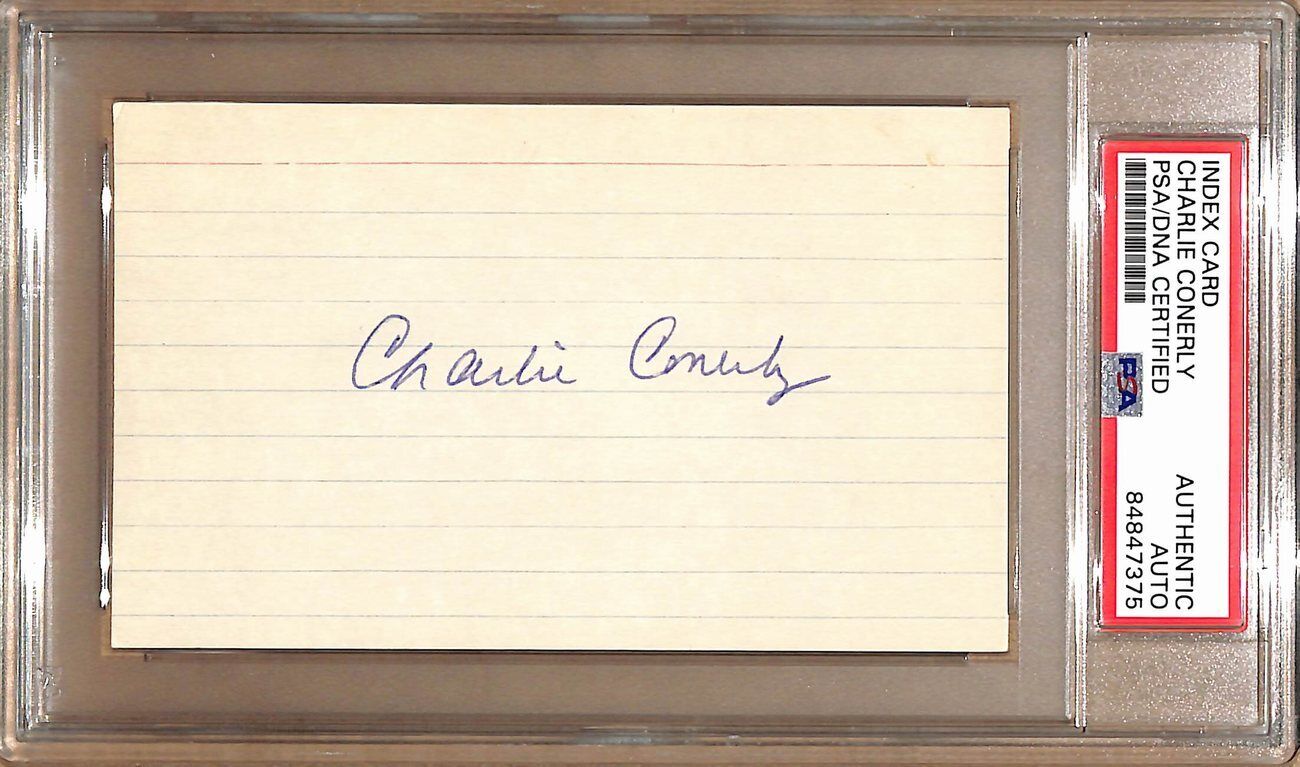 Charlie Conerly
INDEX CARD
CHARLIE CONERLY
PSA/DNA CERTIFIED
AUTHENTIC
AUTO
84847375
PSA